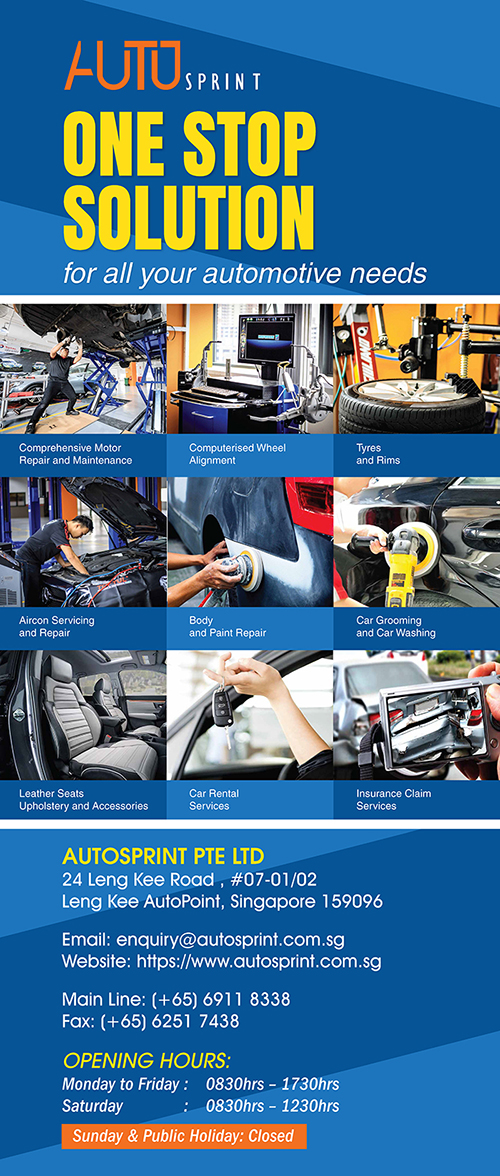 AUTO SPRINT
ONE STOP
SOLUTION
for all your automotive needs
Comprehensive Motor
Repair and Maintenance
Computerised Wheel
Alignment
Tyres
and Rims
Aircon Servicing
and Repair
Body
and Paint Repair
Car Grooming
and Car Washing
Leather Seats
Upholstery and Accessories
Car Rental
Services
Insurance Claim
Services
AUTOSPRINT PTE LTD
24 Leng Kee Road , #07-01/02
Leng Kee AutoPoint, Singapore 159096
Email: enquiry@autosprint.com.sg
Website: https://www.autosprint.com.sg
Main Line: (+65) 6911 8338
Fax: (+65) 6251 7438
OPENING HOURS:
Monday to Friday : 0830hrs – 1730hrs
Saturday : 0830hrs – 1230hrs
Sunday & Public Holiday: Closed